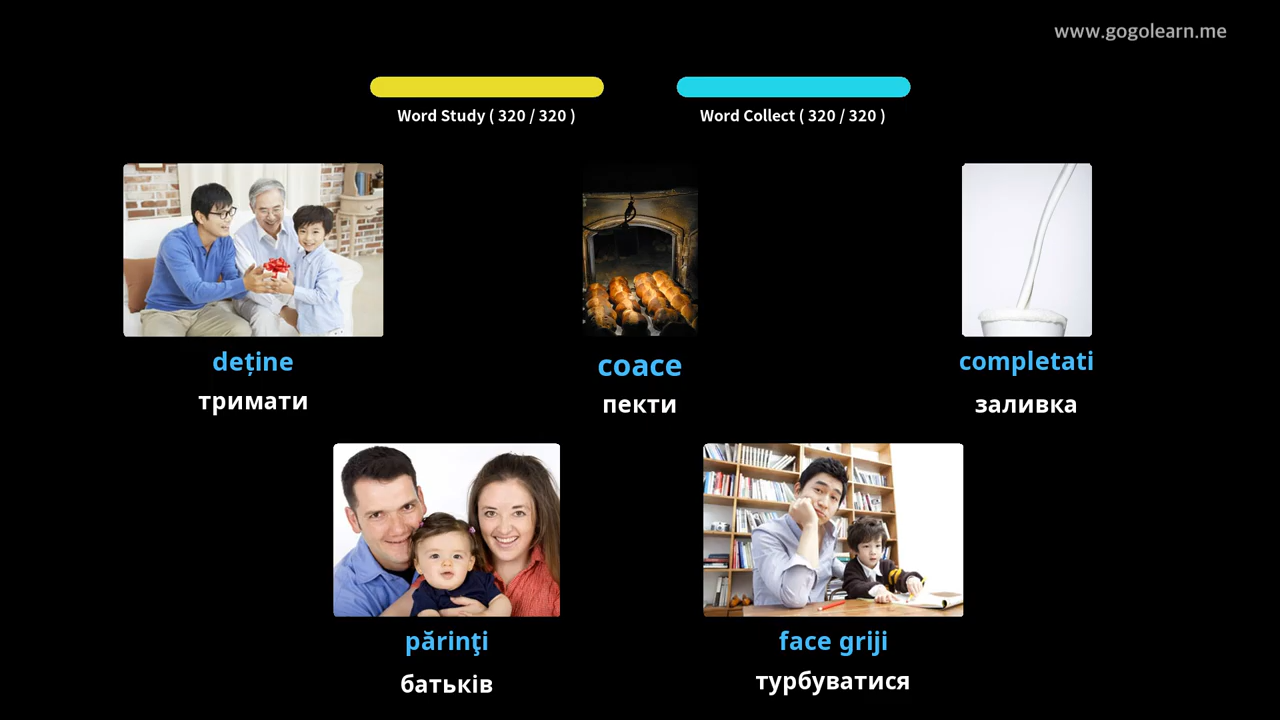 www.gogolearn.me
Word Study ( 320 / 320 )
Word Collect ( 320 / 320 )
deține
тримати
coace
пекти
completati
заливка
părinţi
батьків
face griji
турбуватися